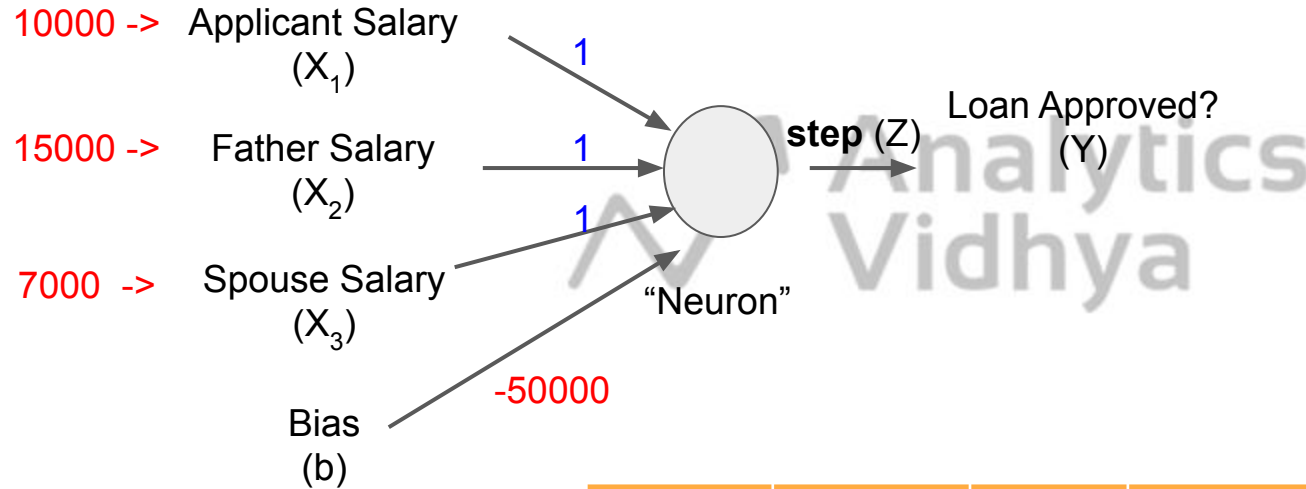 10000 -> Applicant Salary
(X1)
1
15000 -> Father Salary
(X2)
1
7000 -> Spouse Salary
(X3)
1
Bias
(b)
-50000
“Neuron”
step (Z)
Loan Approved?
(Y)
Analytics
Vidhya